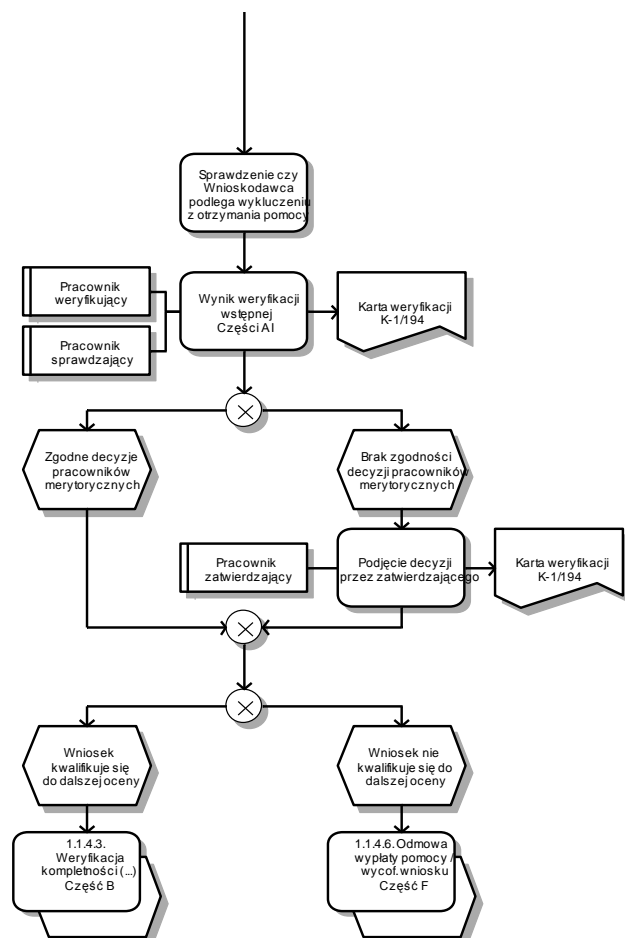 Sprawdzenie czy
Wnioskodawca
podlega wykluczeniu
z otrzymania pomocy
Pracownik
weryfikujący
Pracownik
sprawdzający
Wynik weryfikacji
wstępnej
Części AI
Karta weryfikacji
K-1/194
Zgodne decyzje
pracowników
merytorycznych
Brak zgodności
decyzji pracowników
merytorycznych
Pracownik
zatwierdzający
Podjęcie decyzji
przez zatwierdzającego
Karta weryfikacji
K-1/194
Wniosek
kwalifikuje się
do dalszej oceny
Wniosek nie
kwalifikuje się do
dalszej oceny
1.1.4.3.
Weryfikacja
kompletności (...)
Część B
1.1.4.6. Odmowa
wypłaty pomocy /
wycof. wniosku
Część F